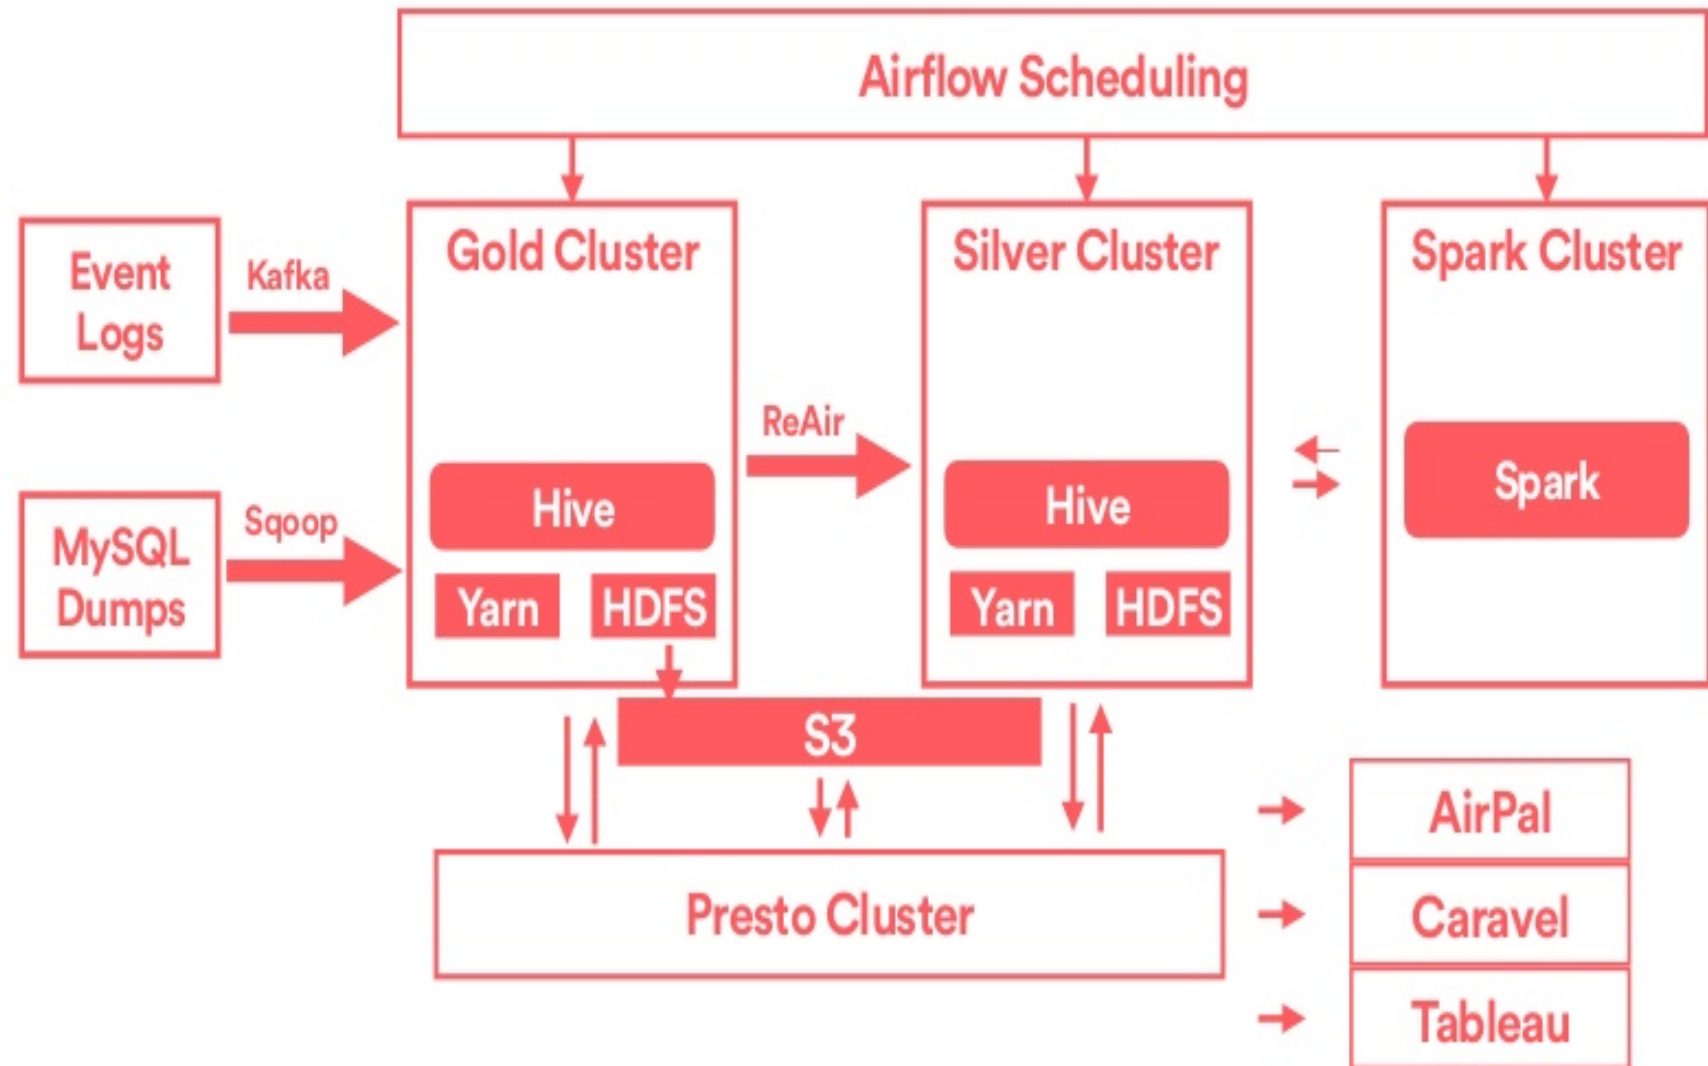 Airflow Scheduling
Event
Logs
Kafka
Gold Cluster
Silver Cluster
Spark Cluster
MySQL
Dumps
Sqoop
ReAir
Hive
Yarn
HDFS
Hive
Yarn
HDFS
Spark
S3
Presto Cluster
AirPal
Caravel
Tableau